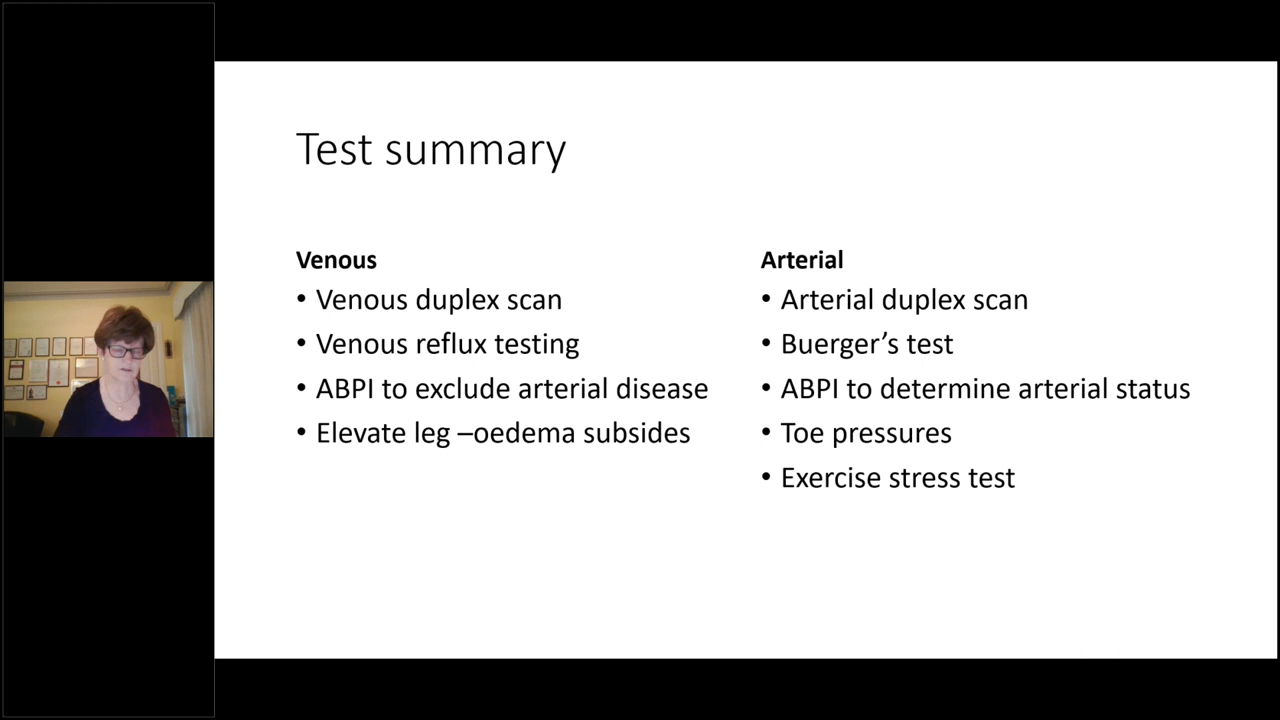 Test summary
Venous
• Venous duplex scan
• Venous reflux testing
• ABPI to exclude arterial disease
• Elevate leg –oedema subsides
Arterial
• Arterial duplex scan
• Buerger’s test
• ABPI to determine arterial status
• Toe pressures
• Exercise stress test